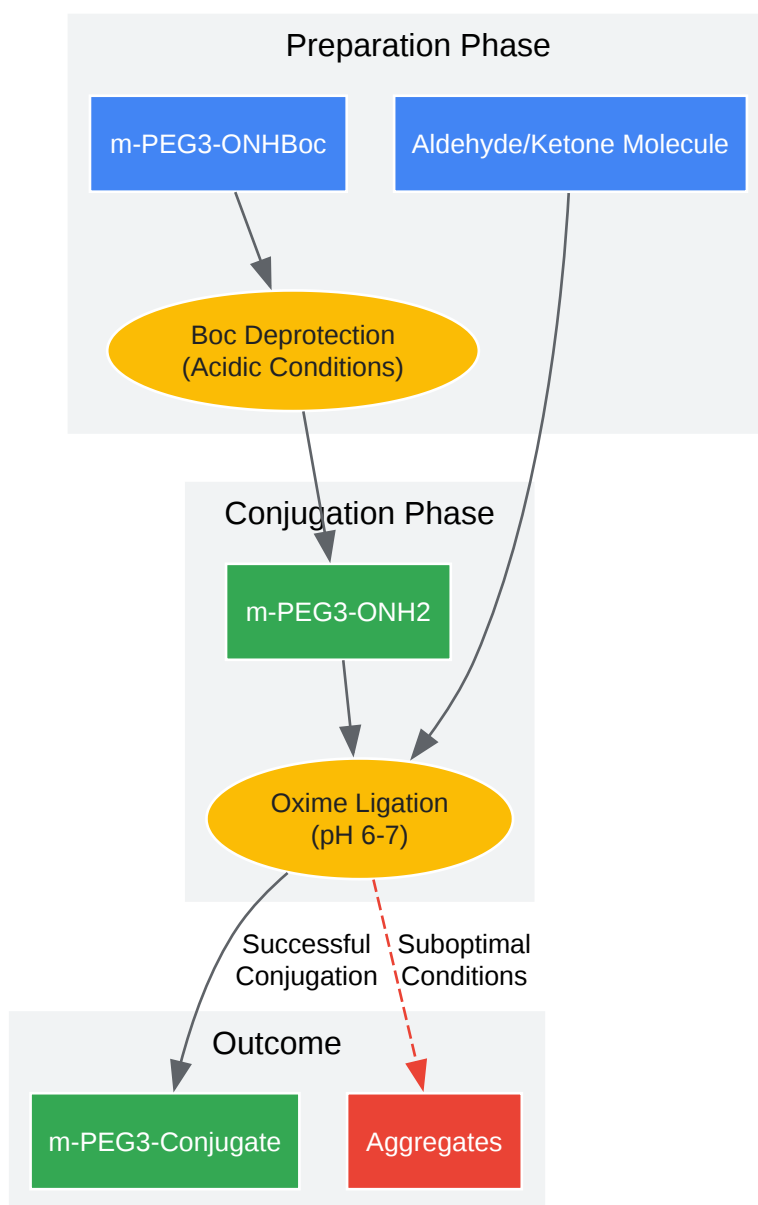 Preparation Phase
m-PEG3-ONHBoc
Aldehyde/Ketone Molecule
Boc Deprotection
(Acidic Conditions)
Conjugation Phase
m-PEG3-ONH2
Oxime Ligation
(pH 6-7)
Successful
Conjugation
Suboptimal
Conditions
Outcome
m-PEG3-Conjugate
Aggregates